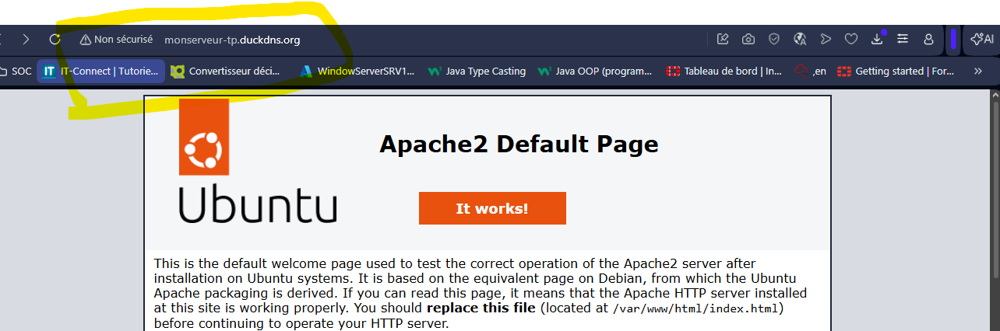 Non sécurisé monserveur-tp.duckdns.org AI
SOC IT-Connect | Tutorie... Convertisseur déci... WindowServerSRV1... Java Type Casting Java OOP (program... Tableau de bord | In... ,en Getting started | For... »
Apache2 Default Page
Ubuntu
It works!
This is the default welcome page used to test the correct operation of the Apache2 server after
installation on Ubuntu systems. It is based on the equivalent page on Debian, from which the Ubuntu
Apache packaging is derived. If you can read this page, it means that the Apache HTTP server installed
at this site is working properly. You should replace this file (located at /var/www/html/index.html)
before continuing to operate your HTTP server.